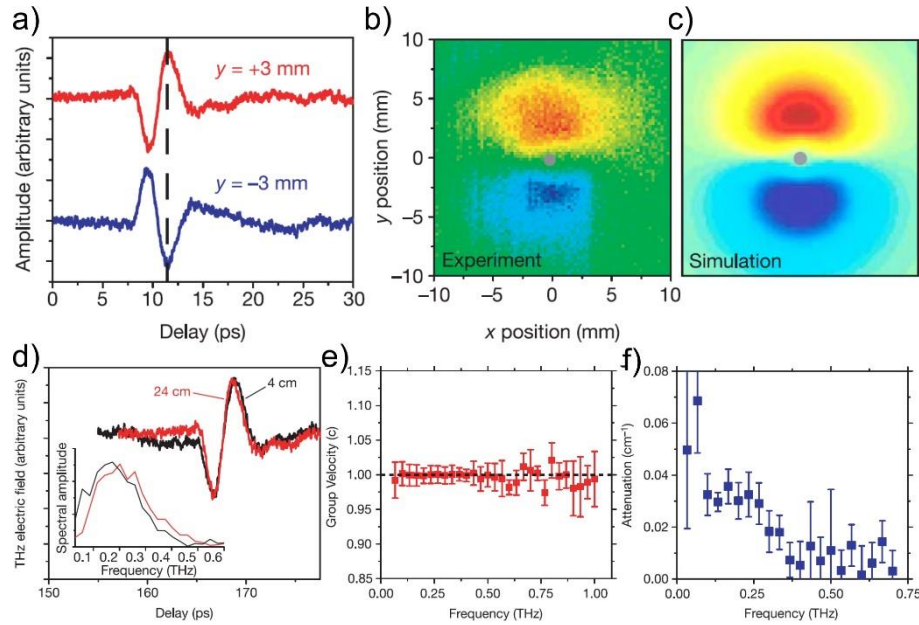 a)
Amplitude (arbitrary units)
y = +3 mm
y = −3 mm
0 5 10 15 20 25 30
Delay (ps)
b)
y position (mm)
10
5
0
−5
−10
Experiment
−10 −5 0 5 10
x position (mm)
c)
Simulation
d)
THz electric field (arbitrary units)
24 cm
4 cm
Spectral amplitude
0.1 0.2 0.3 0.4 0.5 0.6
Frequency (THz)
150 155 160 165 170 175
Delay (ps)
e)
Group Velocity (c)
1.15
1.10
1.05
1.00
0.95
0.90
0.85
0.00 0.25 0.50 0.75 1.00
Frequency (THz)
f)
Attenuation (cm⁻¹)
0.08
0.06
0.04
0.02
0.00
0.00 0.25 0.50 0.75
Frequency (THz)